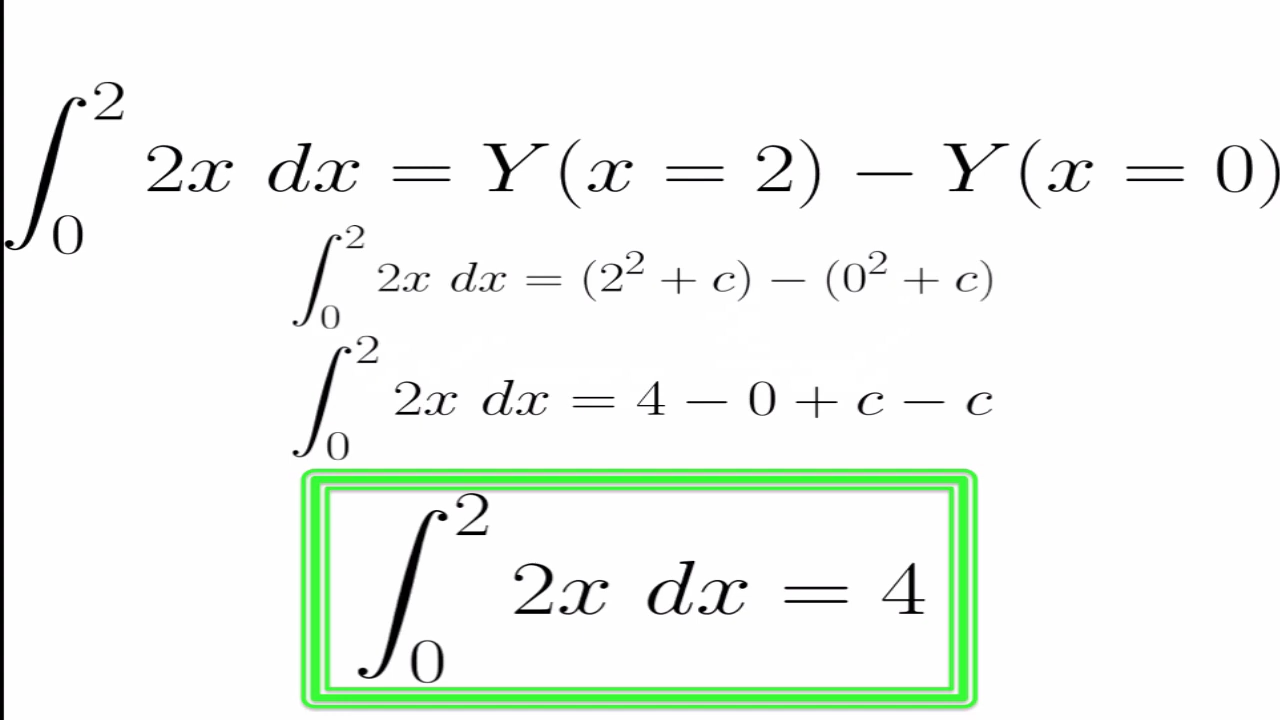 ∫₀² 2x dx = Y(x = 2) − Y(x = 0)
∫₀² 2x dx = (2² + c) − (0² + c)
∫₀² 2x dx = 4 − 0 + c − c
∫₀² 2x dx = 4